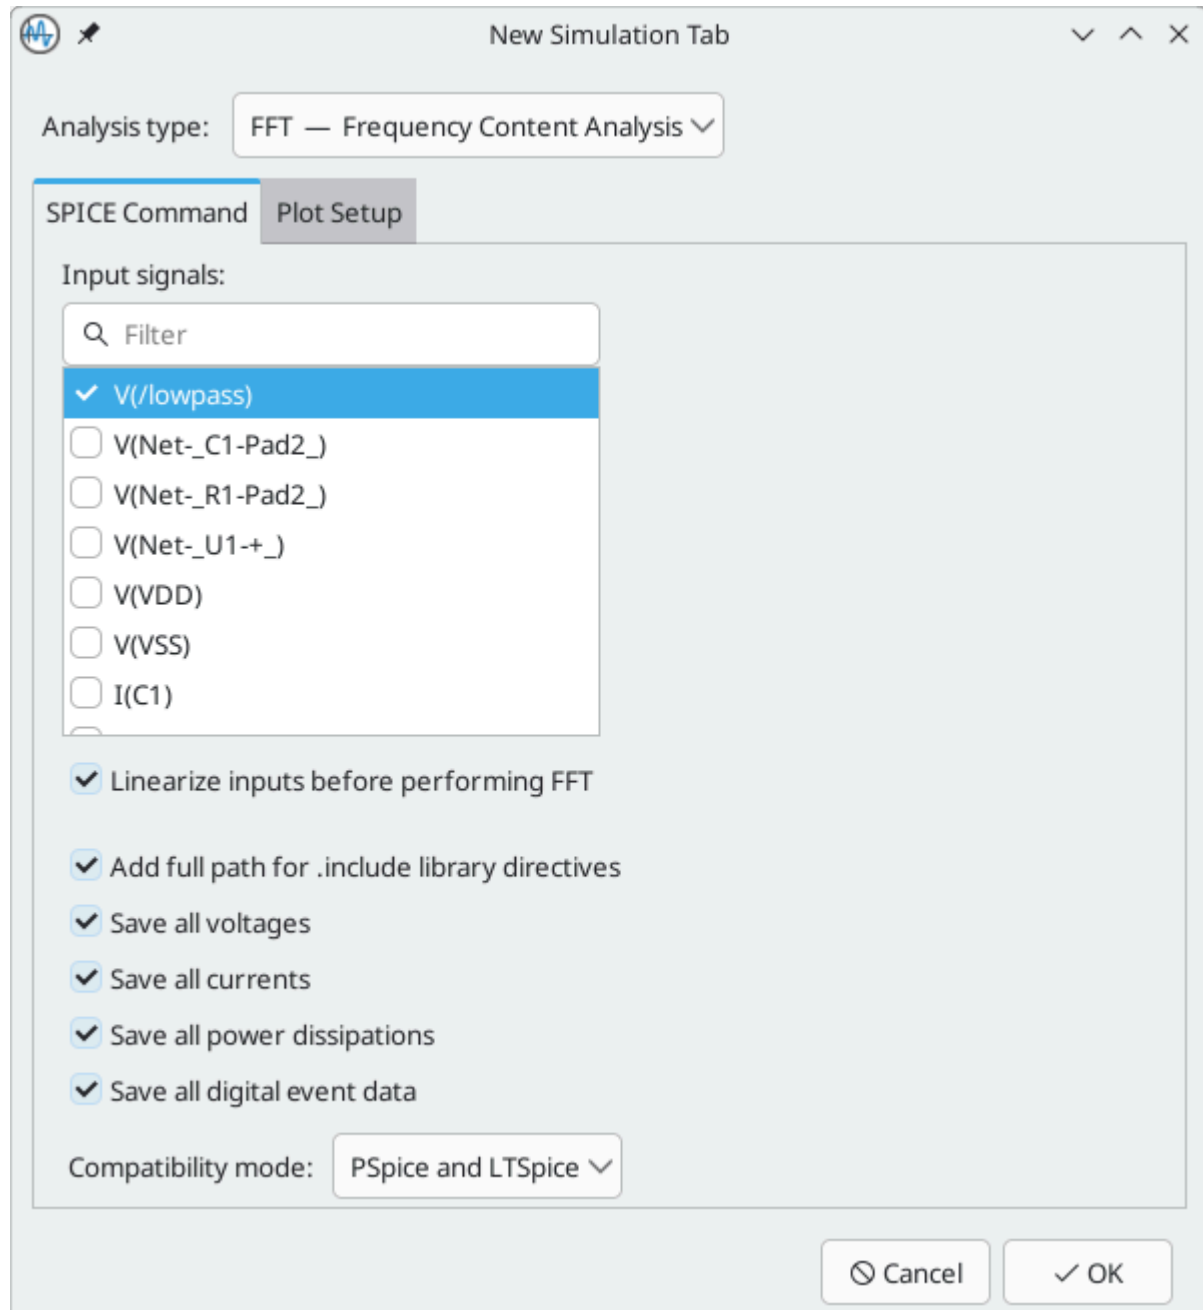 New Simulation Tab
Analysis type: FFT — Frequency Content Analysis
SPICE Command Plot Setup
Input signals:
Filter
V(/lowpass)
V(Net-_C1-Pad2_)
V(Net-_R1-Pad2_)
V(Net-_U1-+_)
V(VDD)
V(VSS)
I(C1)
Linearize inputs before performing FFT
Add full path for .include library directives
Save all voltages
Save all currents
Save all power dissipations
Save all digital event data
Compatibility mode: PSpice and LTSpice
Cancel OK